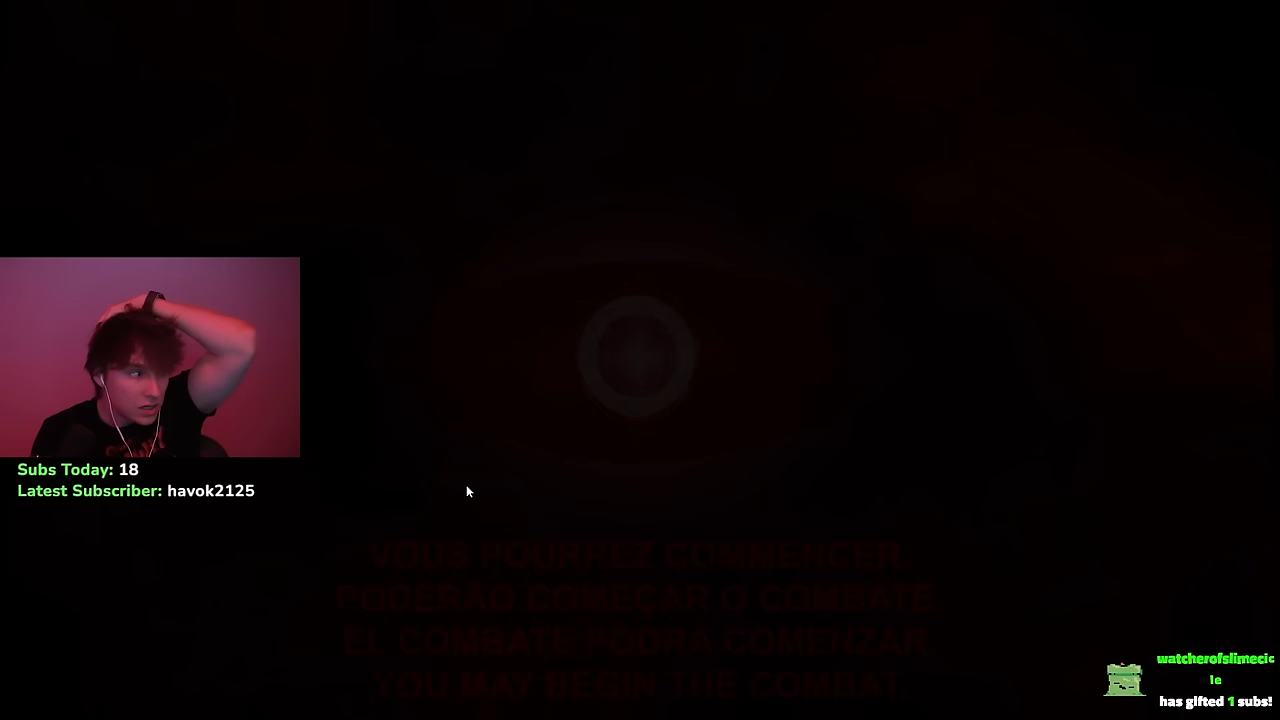 Subs Today: 18
Latest Subscriber: havok2125
VOUS POURREZ COMMENCER.
PODERÃO COMEÇAR O COMBATE.
EL COMBATE PODRÁ COMENZAR.
YOU MAY BEGIN THE COMBAT.
watcherofslimecic
le
has gifted 1 subs!